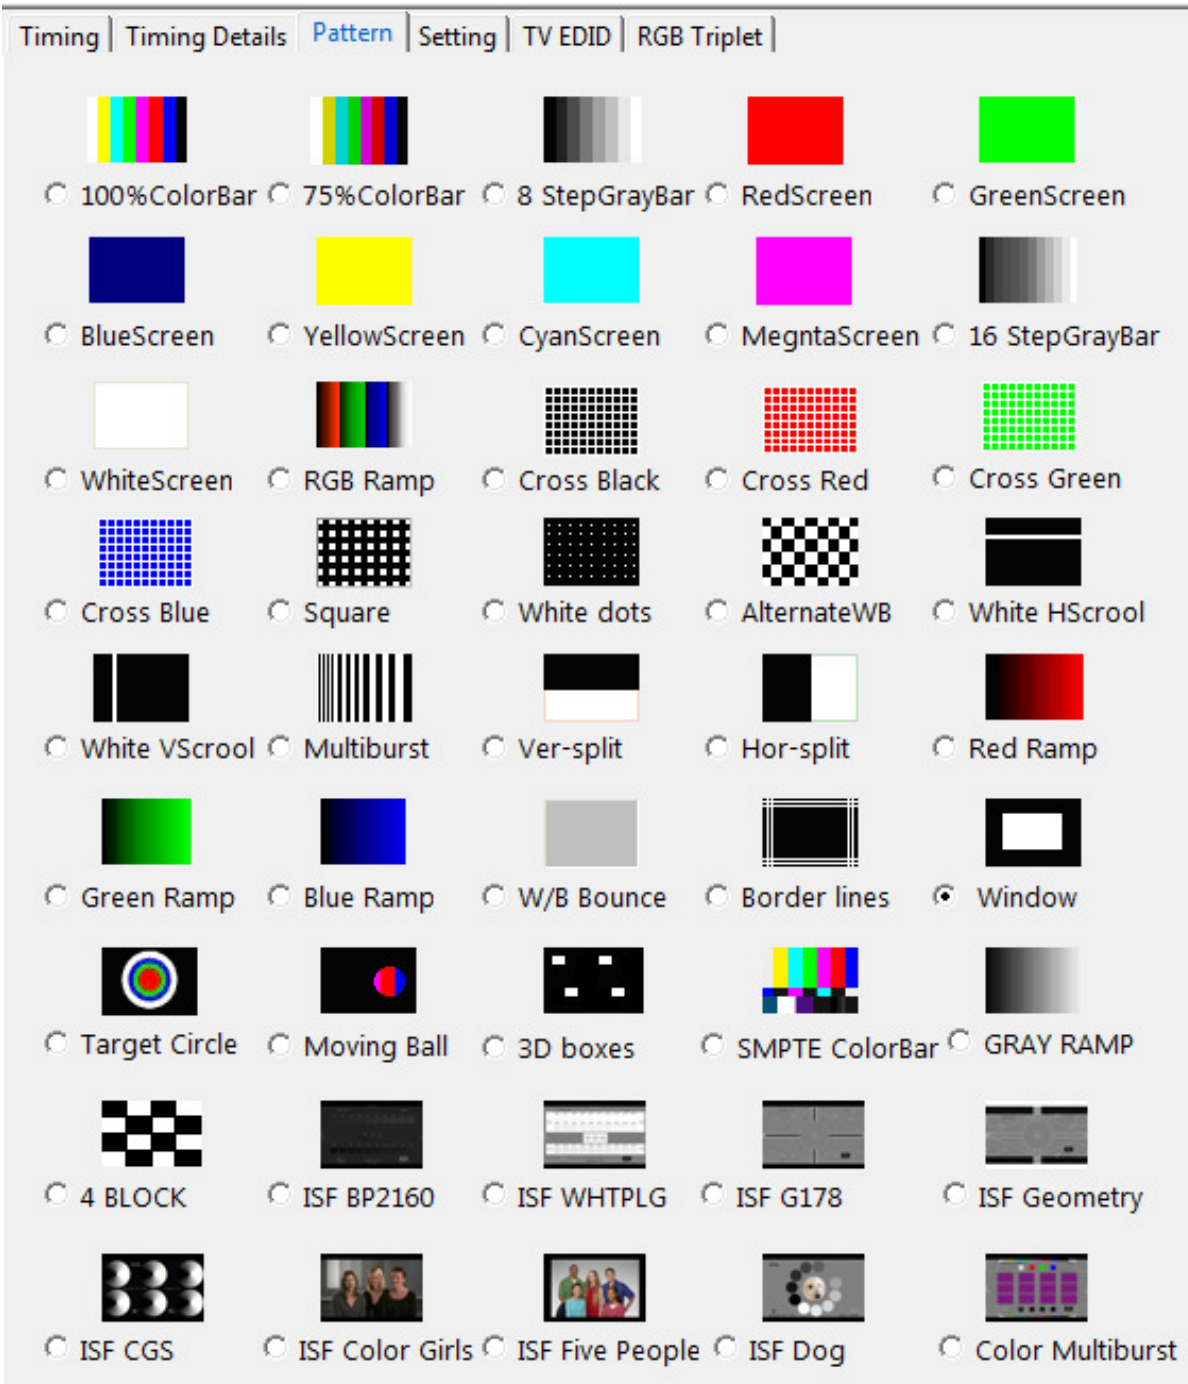 Timing Timing Details Pattern Setting TV EDID RGB Triplet
100%ColorBar 75%ColorBar 8 StepGrayBar RedScreen GreenScreen
BlueScreen YellowScreen CyanScreen MegntaScreen 16 StepGrayBar
WhiteScreen RGB Ramp Cross Black Cross Red Cross Green
Cross Blue Square White dots AlternateWB White HScrool
White VScrool Multiburst Ver-split Hor-split Red Ramp
Green Ramp Blue Ramp W/B Bounce Border lines Window
Target Circle Moving Ball 3D boxes SMPTE ColorBar GRAY RAMP
4 BLOCK ISF BP2160 ISF WHTPLG ISF G178 ISF Geometry
ISF CGS ISF Color Girls ISF Five People ISF Dog Color Multiburst